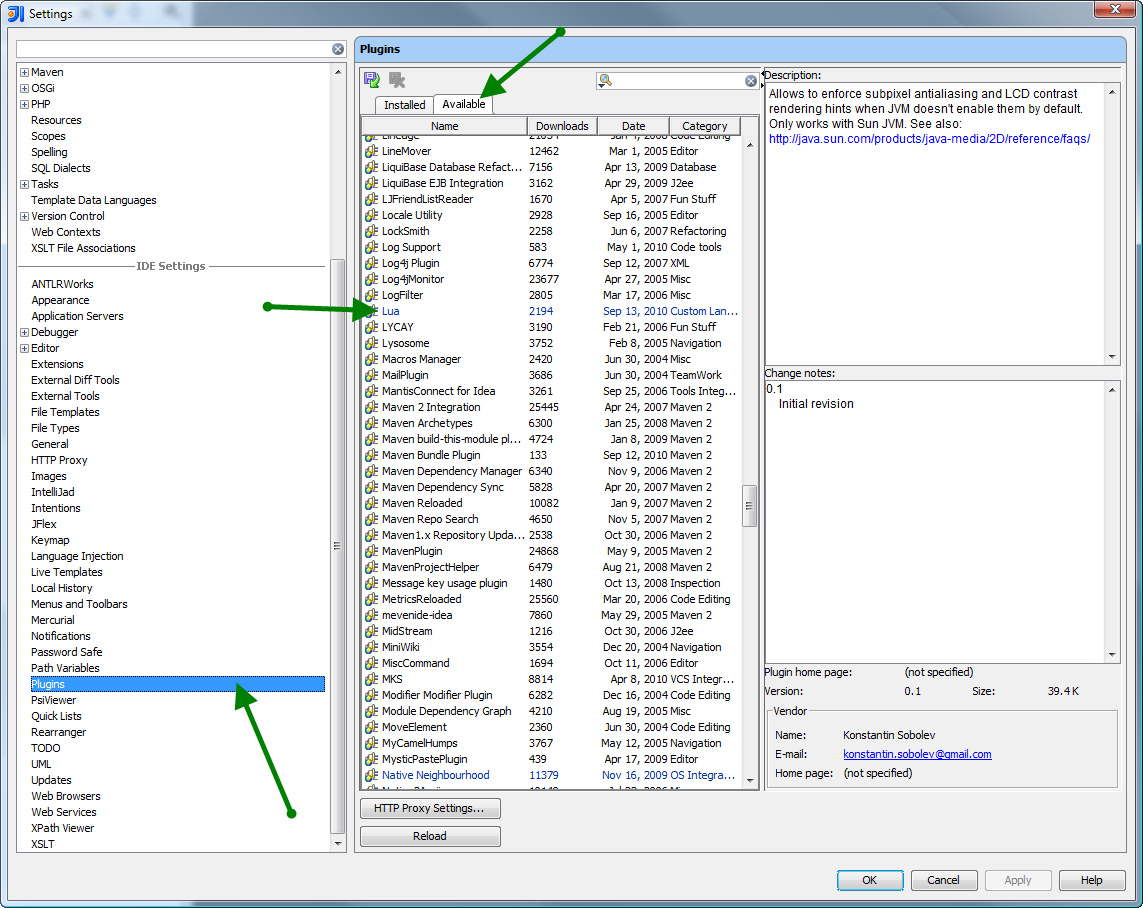 Settings
Maven
OSGi
PHP
Resources
Scopes
Spelling
SQL Dialects
Tasks
Template Data Languages
Version Control
Web Contexts
XSLT File Associations
IDE Settings
ANTLRWorks
Appearance
Application Servers
Debugger
Editor
Extensions
External Diff Tools
External Tools
File Templates
File Types
General
HTTP Proxy
Images
IntelliJad
Intentions
JFlex
Keymap
Language Injection
Live Templates
Local History
Menus and Toolbars
Mercurial
Notifications
Password Safe
Path Variables
Plugins
PsiViewer
Quick Lists
Rearranger
TODO
UML
Updates
Web Browsers
Web Services
XPath Viewer
XSLT
Plugins
Installed Available
Name Downloads Date Category
LineMover 12462 Mar 1, 2005 Editor
LiquiBase Database Refact... 7156 Apr 13, 2009 Database
LiquiBase EJB Integration 3162 Apr 29, 2009 J2ee
LJFriendListReader 1670 Apr 5, 2007 Fun Stuff
Locale Utility 2928 Sep 16, 2005 Editor
LockSmith 2258 Jun 6, 2007 Refactoring
Log Support 583 May 1, 2010 Code tools
Log4j Plugin 6774 Sep 12, 2007 XML
Log4jMonitor 23677 Apr 27, 2005 Misc
LogFilter 2805 Mar 17, 2006 Misc
Lua 2194 Sep 13, 2010 Custom Lan...
LYCAY 3190 Feb 21, 2006 Fun Stuff
Lysosome 3752 Feb 8, 2005 Navigation
Macros Manager 2420 Jun 30, 2004 Misc
MailPlugin 3686 Jun 30, 2004 TeamWork
MantisConnect for Idea 3261 Sep 25, 2006 Tools Integ...
Maven 2 Integration 25445 Apr 24, 2007 Maven 2
Maven Archetypes 6300 Jan 25, 2008 Maven 2
Maven build-this-module pl... 4724 Jan 8, 2009 Maven 2
Maven Bundle Plugin 133 Sep 12, 2010 Maven 2
Maven Dependency Manager 6340 Nov 9, 2006 Maven 2
Maven Dependency Sync 5828 Apr 20, 2007 Maven 2
Maven Reloaded 10082 Jan 9, 2007 Maven 2
Maven Repo Search 4650 Nov 5, 2007 Maven 2
Maven1.x Repository Upda... 2538 Oct 30, 2006 Maven 2
MavenPlugin 24868 May 9, 2005 Maven 2
MavenProjectHelper 6479 Aug 21, 2008 Maven 2
Message key usage plugin 1480 Oct 13, 2008 Inspection
MetricsReloaded 25560 Mar 20, 2006 Code Editing
mevenide-idea 7860 May 29, 2005 Maven 2
MidStream 1216 Oct 30, 2006 J2ee
MiniWiki 3554 Dec 20, 2004 Navigation
MiscCommand 1694 Oct 11, 2006 Editor
MKS 8814 Apr 8, 2010 VCS Integr...
Modifier Modifier Plugin 6282 Dec 16, 2004 Code Editing
Module Dependency Graph 4210 Aug 19, 2005 Misc
MoveElement 2360 Jun 30, 2004 Code Editing
MyCamelHumps 3767 May 12, 2005 Navigation
MysticPastePlugin 439 Apr 17, 2009 Editor
Native Neighbourhood 11379 Nov 16, 2009 OS Integra...
HTTP Proxy Settings...
Reload
Description:
Allows to enforce subpixel antialiasing and LCD contrast
rendering hints when JVM doesn't enable them by default.
Only works with Sun JVM. See also:
http://java.sun.com/products/java-media/2D/reference/faqs/
Change notes:
0.1
Initial revision
Plugin home page: (not specified)
Version: 0.1 Size: 39.4 K
Vendor
Name: Konstantin Sobolev
E-mail: konstantin.sobolev@gmail.com
Home page: (not specified)
OK Cancel Apply Help